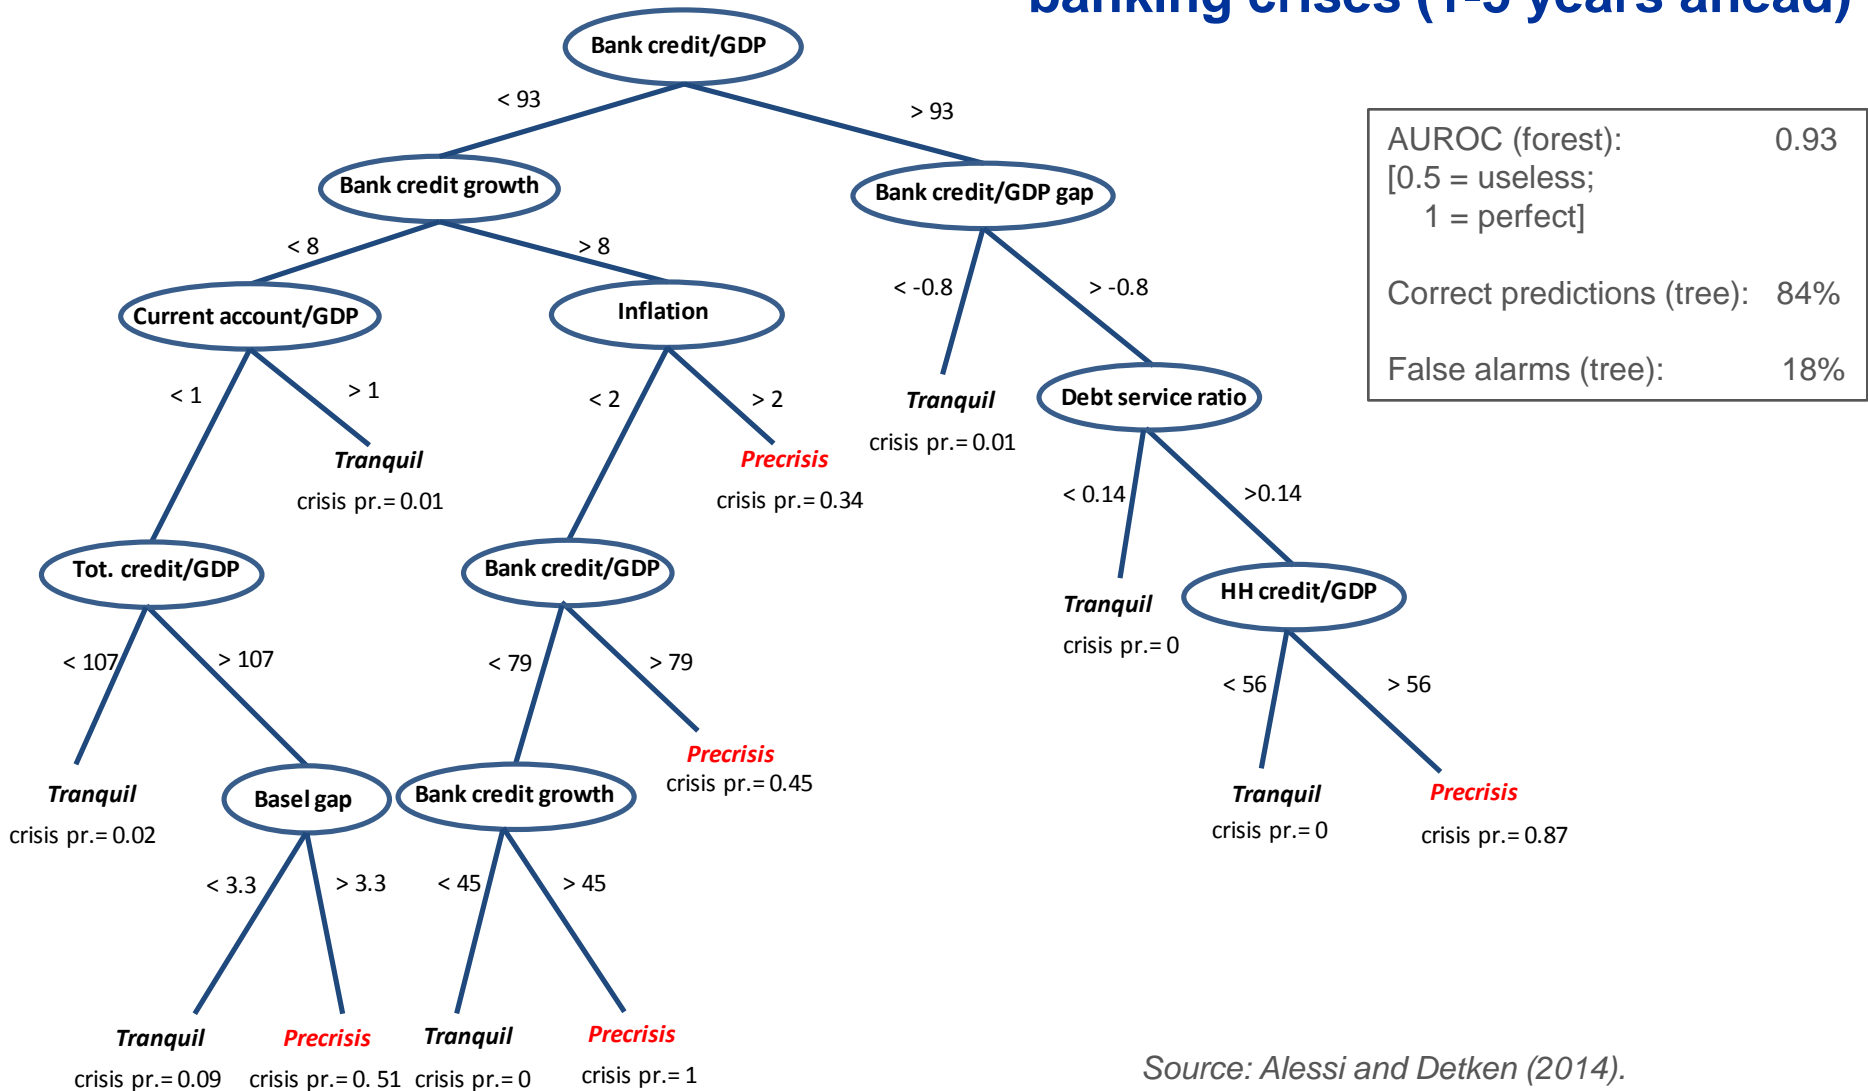 banking crises (1-5 years ahead)
Bank credit/GDP
< 93
> 93
AUROC (forest): 0.93
[0.5 = useless;
1 = perfect]
Correct predictions (tree): 84%
False alarms (tree): 18%
Bank credit growth
Bank credit/GDP gap
< 8
> 8
< -0.8
> -0.8
Current account/GDP
Inflation
< 1
> 1
< 2
> 2
Tranquil
crisis pr.= 0.01
Debt service ratio
Tranquil
crisis pr.= 0.01
Precrisis
crisis pr.= 0.34
< 0.14
>0.14
Tot. credit/GDP
Bank credit/GDP
Tranquil
crisis pr.= 0
HH credit/GDP
< 107
> 107
< 79
> 79
< 56
> 56
Precrisis
crisis pr.= 0.45
Tranquil
crisis pr.= 0.02
Basel gap
Bank credit growth
Tranquil
crisis pr.= 0
Precrisis
crisis pr.= 0.87
< 3.3
> 3.3
< 45
> 45
Tranquil
crisis pr.= 0.09
Precrisis
crisis pr.= 0. 51
Tranquil
crisis pr.= 0
Precrisis
crisis pr.= 1
Source: Alessi and Detken (2014).